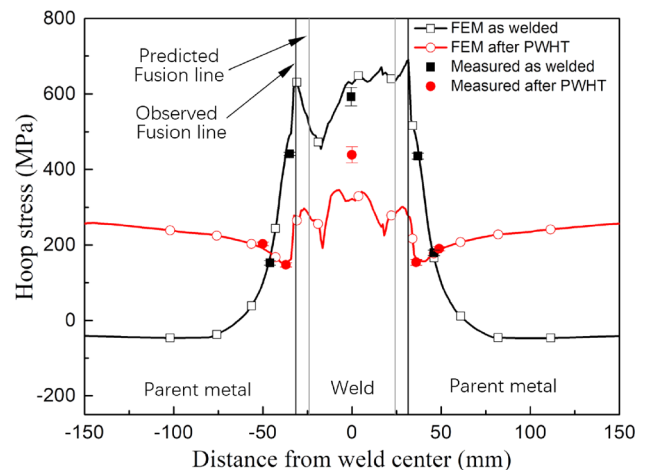 800
600
400
200
0
-200
Hoop stress (MPa)
Predicted
Fusion line
Observed
Fusion line
FEM as welded
FEM after PWHT
Measured as welded
Measured after PWHT
Parent metal
Weld
Parent metal
-150
-100
-50
0
50
100
150
Distance from weld center (mm)